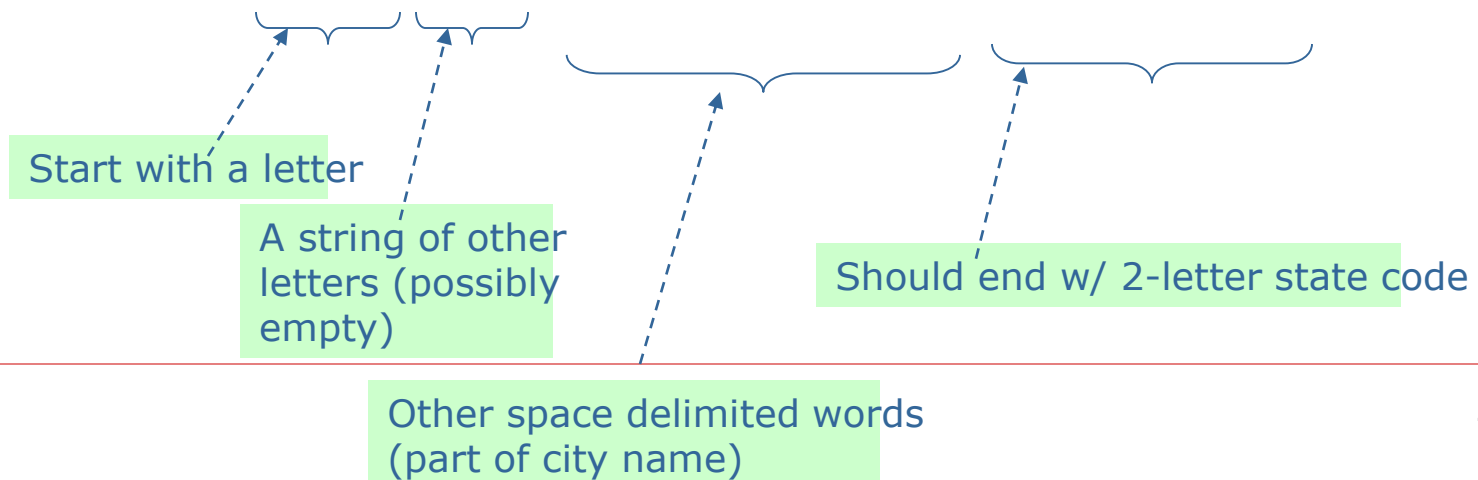 Start with a letter
A string of other
letters (possibly
empty)
Should end w/ 2-letter state code
Other space delimited words
(part of city name)